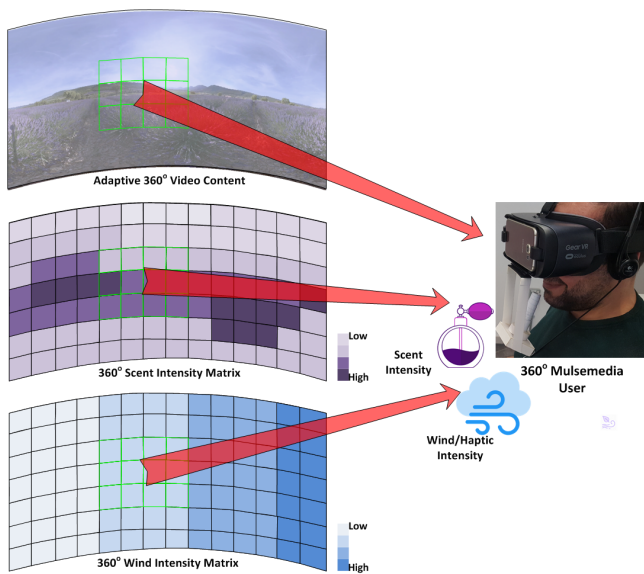 Adaptive 360° Video Content
Gear VR
oculus
Low
High
360° Scent Intensity Matrix
Scent
Intensity
360° Mulsemedia
User
Wind/Haptic
Intensity
Low
High
360° Wind Intensity Matrix